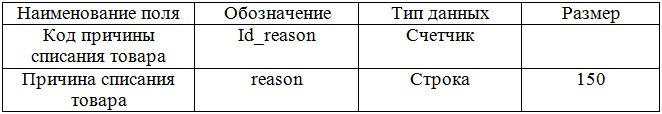 Наименование поля Обозначение Тип данных Размер
Код причины Id_reason Счетчик
списания товара
Причина списания reason Строка 150
товара